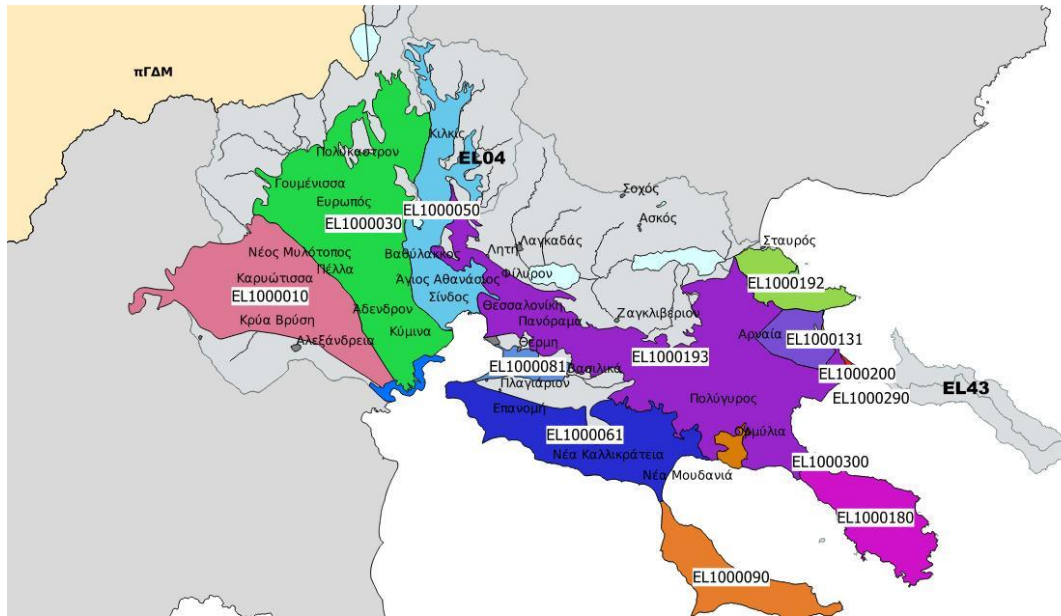 πΓΔΜ
Κιλκίς
Πολύκαστρον
EL04
Γουμένισσα
Σοχός
Ευρωπός
EL1000050
EL1000030
Ασκός
Λαγκαδάς
Σταυρός
Νέος Μυλότοπος
Βαθύλακκος
Λητή
Πέλλα
Καρυώτισσα
Άγιος Αθανάσιος
Φίλυρον
EL1000192
EL1000010
Σίνδος
Θεσσαλονίκη
Άδενδρον
Ζαγκλιβέριον
Κρύα Βρύση
Πανόραμα
Κύμινα
Αρναία
EL1000131
Αλεξάνδρεια
Θέρμη
EL1000193
EL1000081
Βασιλικά
EL1000200
Πλαγιάριον
EL43
EL1000290
Πολύγυρος
Επανομή
EL1000061
Ορμύλια
Νέα Καλλικράτεια
EL1000300
Νέα Μουδανιά
EL1000180
EL1000090